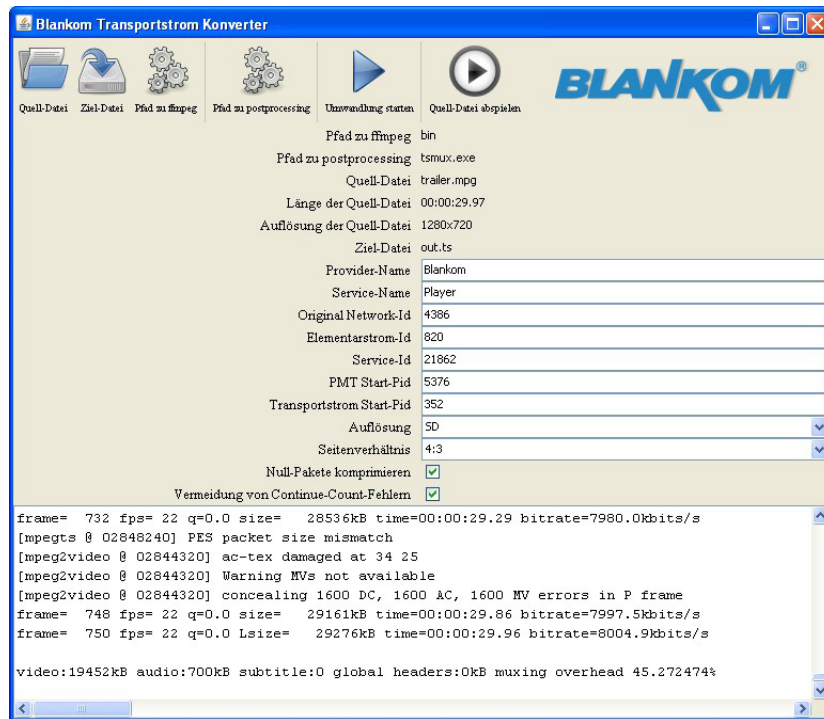 Blankom Transportstrom Konverter
Quell-Datei Ziel-Datei Pfad zu ffmpeg Pfad zu postprocessing Umwandlung starten Quell-Datei abspielen
BLANKOM®
Pfad zu ffmpeg bin
Pfad zu postprocessing tsmux.exe
Quell-Datei trailer.mpg
Länge der Quell-Datei 00:00:29.97
Auflösung der Quell-Datei 1280x720
Ziel-Datei out.ts
Provider-Name Blankom
Service-Name Player
Original Network-Id 4386
Elementarstrom-Id 820
Service-Id 21862
PMT Start-Pid 5376
Transportstrom Start-Pid 352
Auflösung SD
Seitenverhältnis 4:3
Null-Pakete komprimieren
Vermeidung von Continue-Count-Fehlern
frame= 732 fps= 22 q=0.0 size= 28536kB time=00:00:29.29 bitrate=7980.0kbits/s
[mpegts @ 02848240] PES packet size mismatch
[mpeg2video @ 02844320] ac-tex damaged at 34 25
[mpeg2video @ 02844320] Warning MVs not available
[mpeg2video @ 02844320] concealing 1600 DC, 1600 AC, 1600 MV errors in P frame
frame= 748 fps= 22 q=0.0 size= 29161kB time=00:00:29.86 bitrate=7997.5kbits/s
frame= 750 fps= 22 q=0.0 Lsize= 29276kB time=00:00:29.96 bitrate=8004.9kbits/s
video:19452kB audio:700kB subtitle:0 global headers:0kB muxing overhead 45.272474%